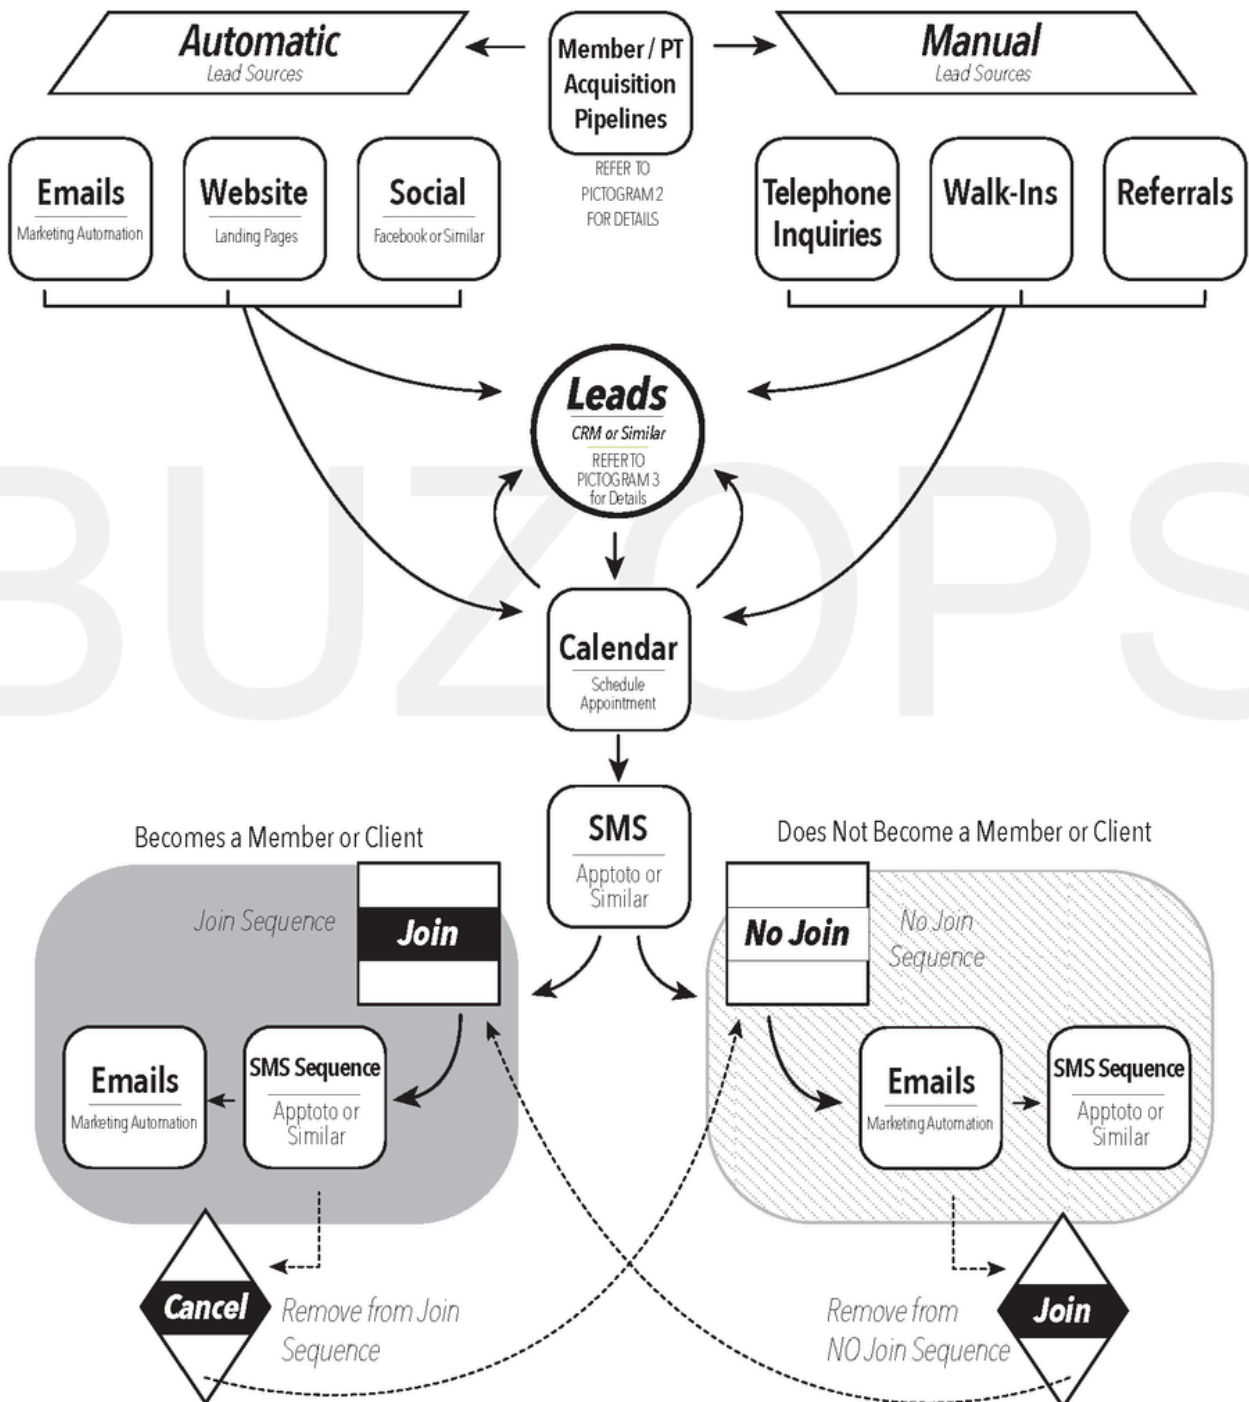 Automatic
Lead Sources
Member / PT
Acquisition
Pipelines
REFER TO
PICTOGRAM 2
FOR DETAILS
Manual
Lead Sources
Emails
Marketing Automation
Website
Landing Pages
Social
Facebook or Similar
Telephone
Inquiries
Walk-Ins
Referrals
Leads
CRM or Similar
REFER TO
PICTOGRAM 3
for Details
BUZOPS
Calendar
Schedule
Appointment
SMS
Apptoto or
Similar
Becomes a Member or Client
Join Sequence
Join
Emails
Marketing Automation
SMS Sequence
Apptoto or
Similar
Cancel
Remove from Join
Sequence
Does Not Become a Member or Client
No Join
No Join
Sequence
Emails
Marketing Automation
SMS Sequence
Apptoto or
Similar
Remove from
NO Join Sequence
Join